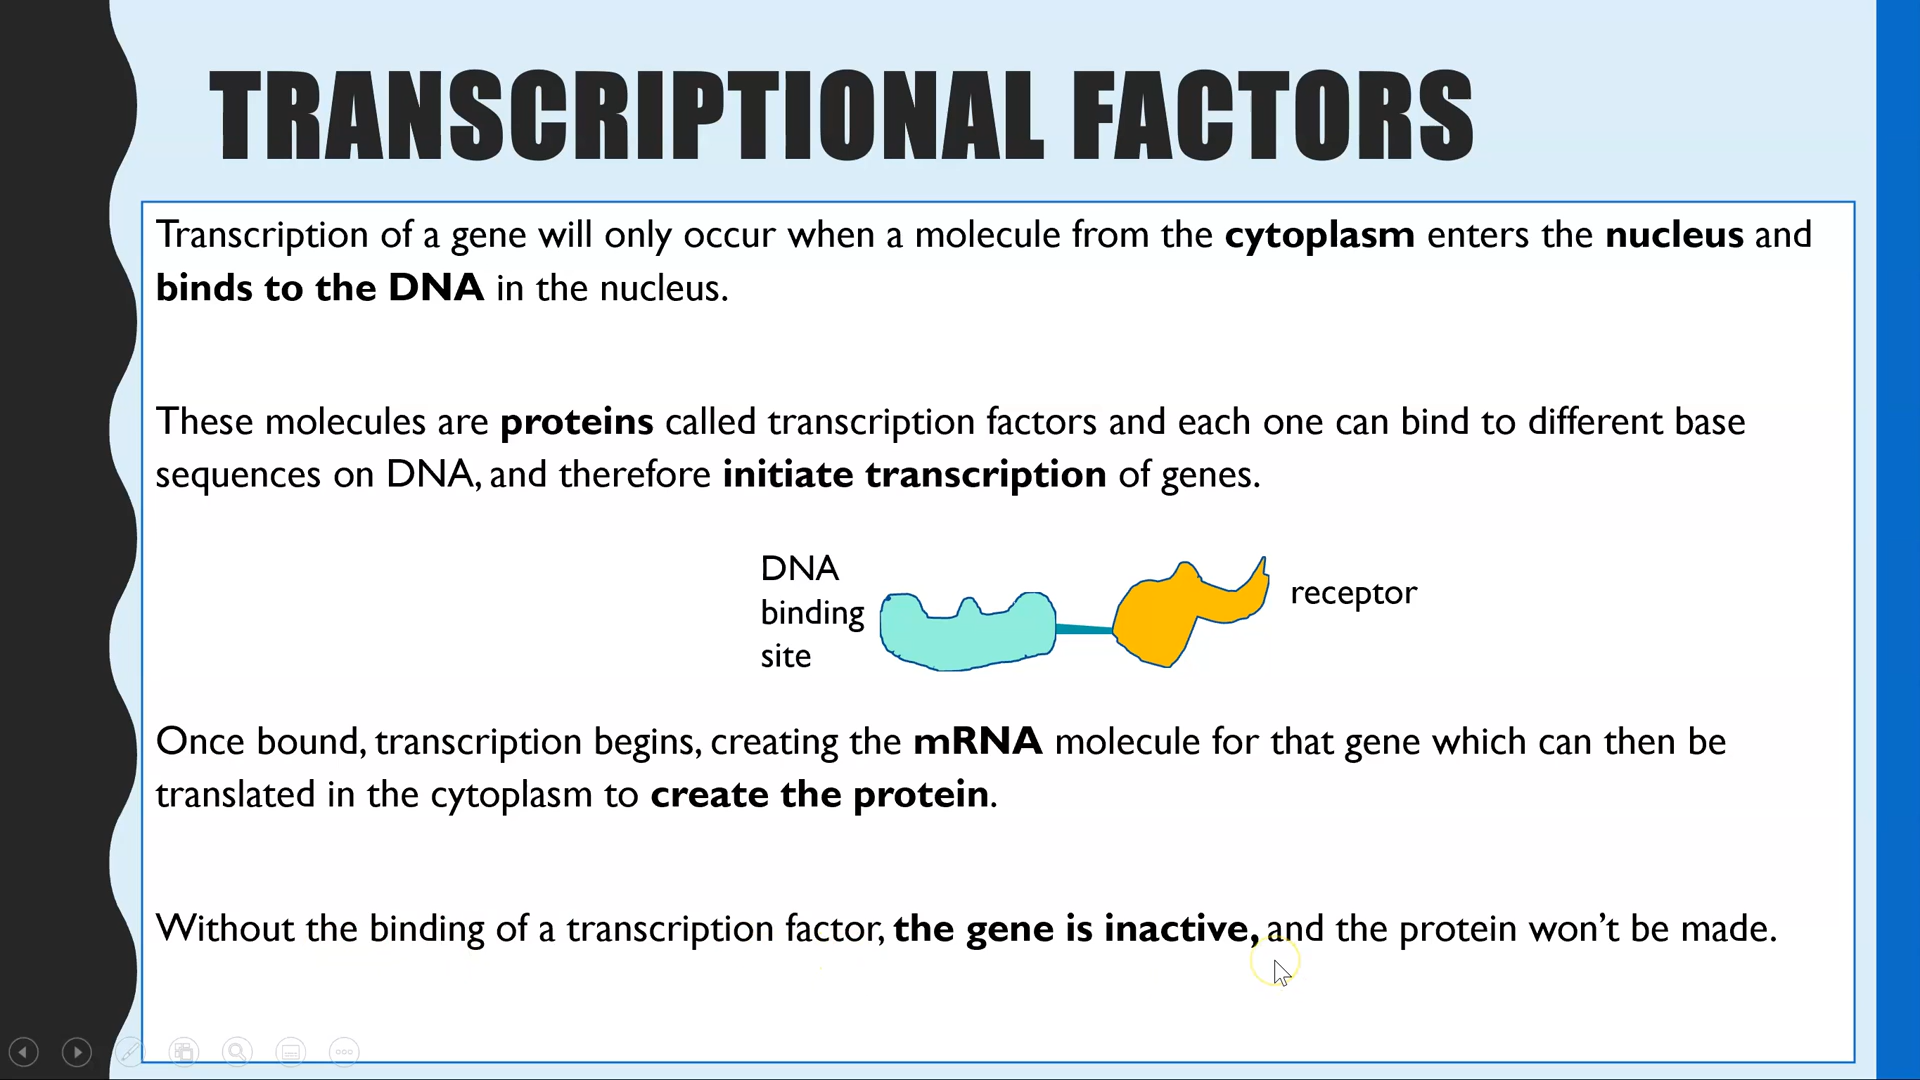 TRANSCRIPTIONAL FACTORS
Transcription of a gene will only occur when a molecule from the cytoplasm enters the nucleus and
binds to the DNA in the nucleus.
These molecules are proteins called transcription factors and each one can bind to different base
sequences on DNA, and therefore initiate transcription of genes.
DNA
binding
site
receptor
Once bound, transcription begins, creating the mRNA molecule for that gene which can then be
translated in the cytoplasm to create the protein.
Without the binding of a transcription factor, the gene is inactive, and the protein won’t be made.